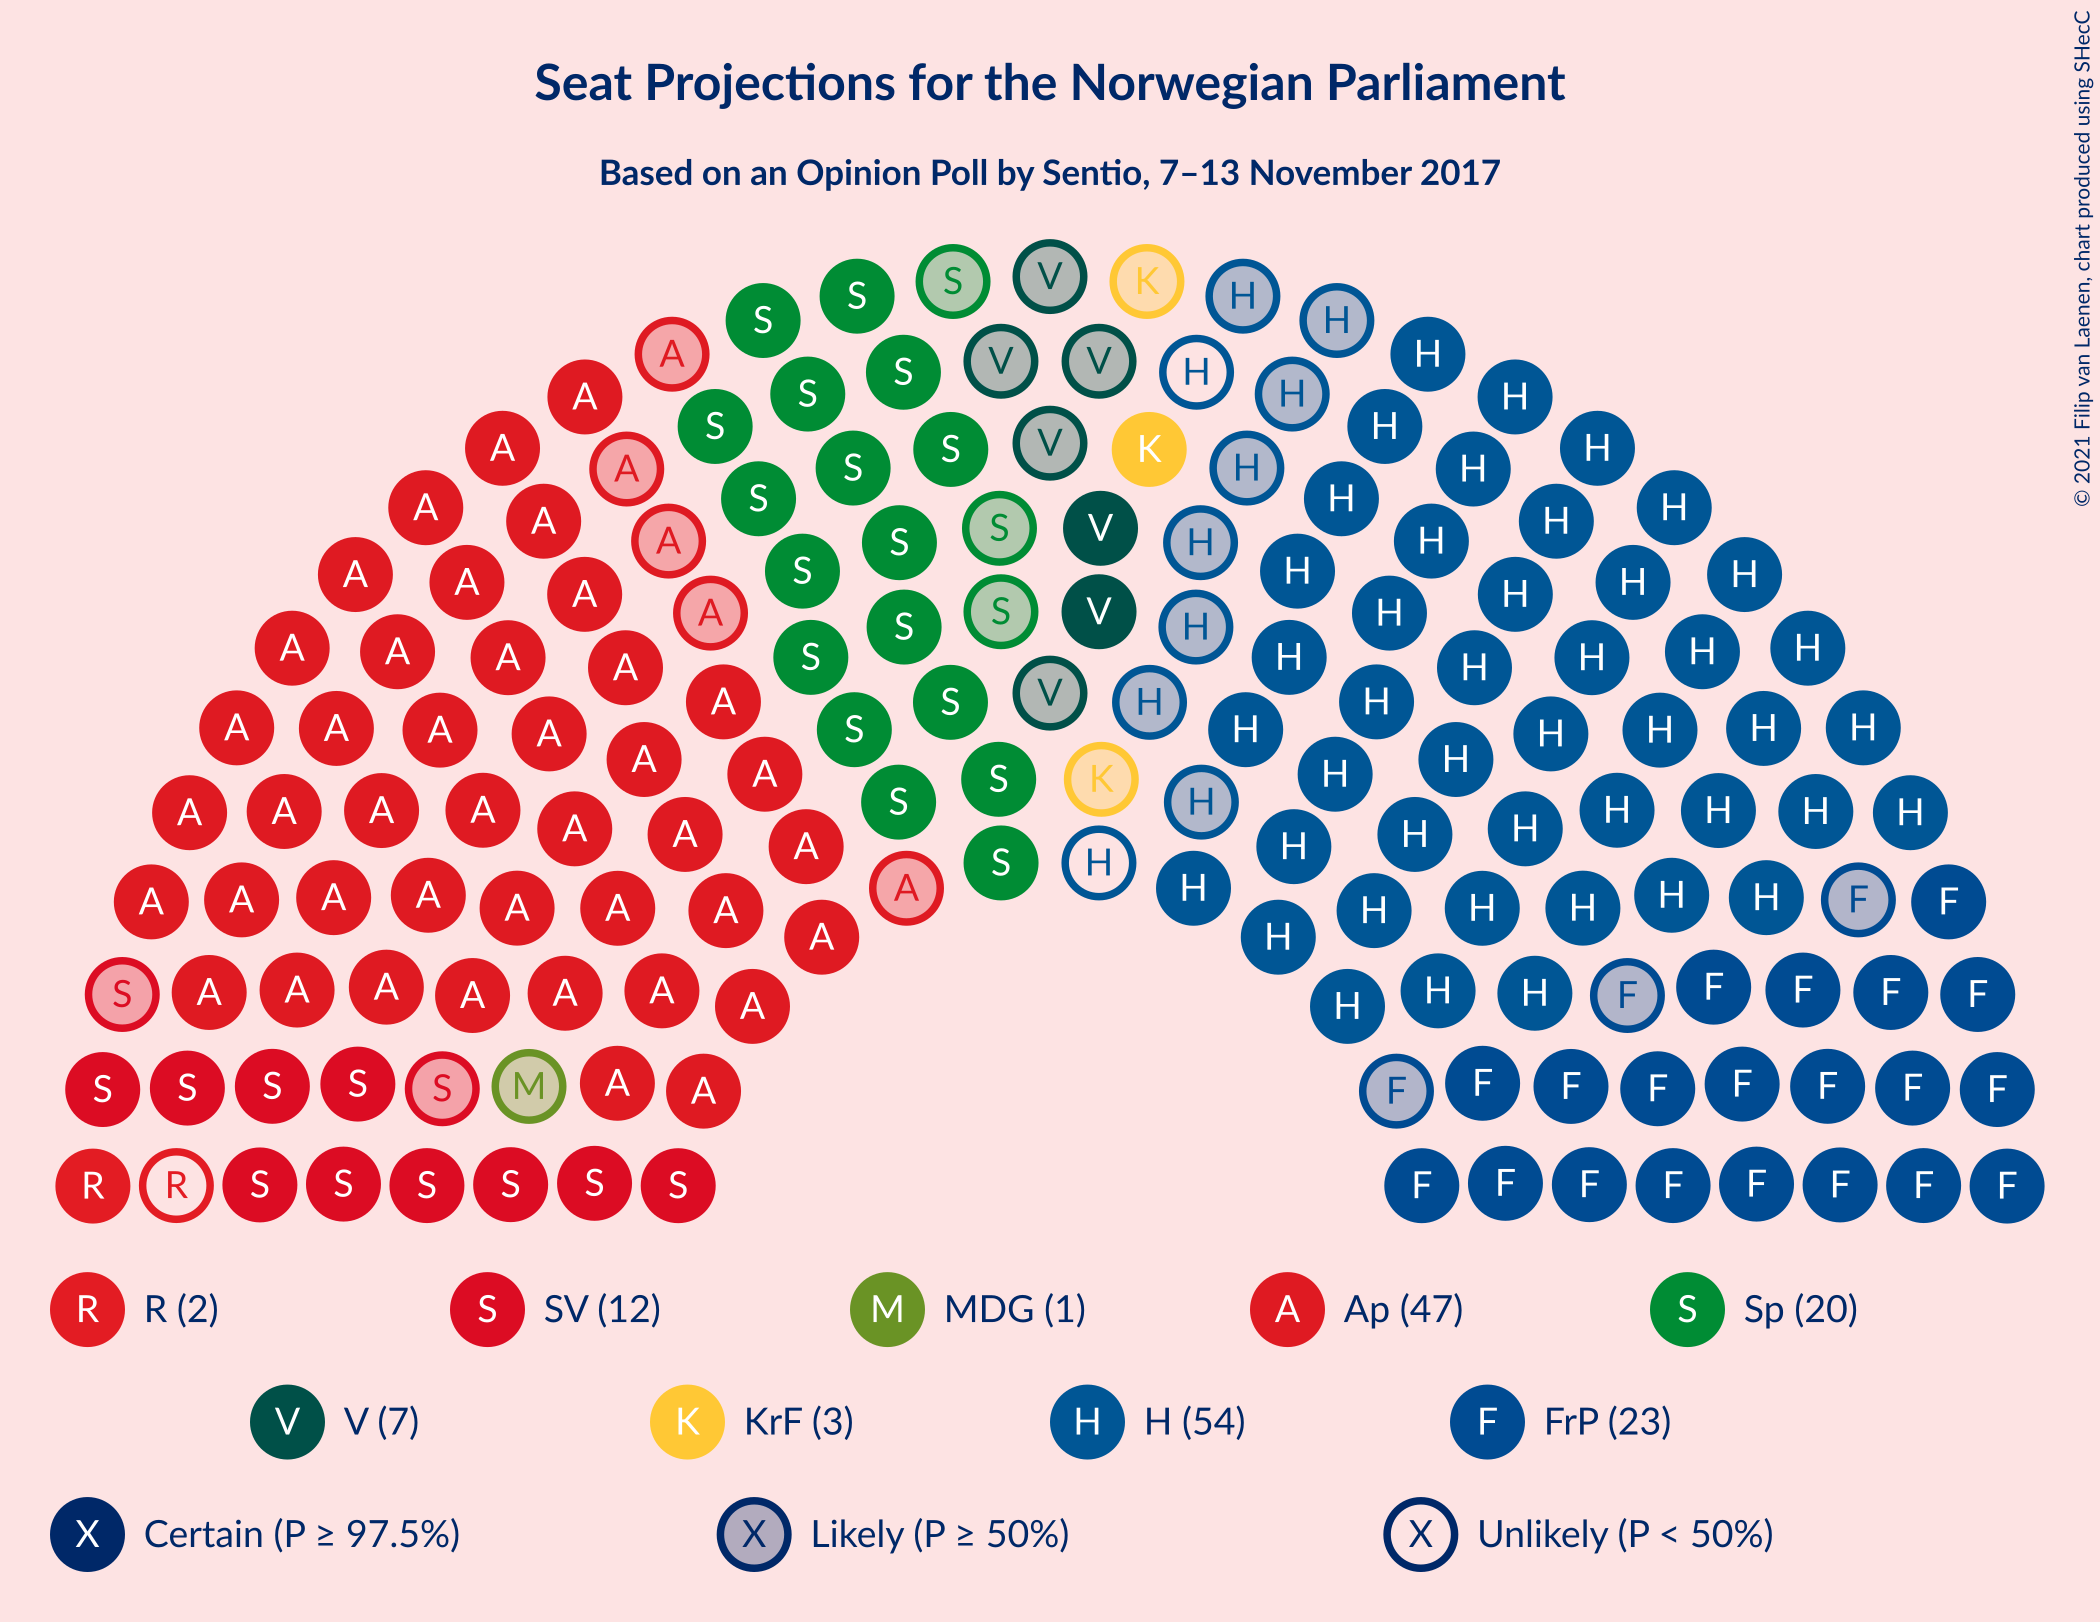 Seat Projections for the Norwegian Parliament
Based on an Opinion Poll by Sentio, 7–13 November 2017
© 2021 Filip van Laenen, chart produced using SHecC
S S S V K H H
A S S V V H H H
A A S S S V K H H H
A A S S S S V H H H H
A A A S S S V H H H H H
A A A A S S V H H H H H
A A A A A S S K H H H H H
A A A A A A S H H H H H H
R R S S S S S S F F F F F F F F
R R (2) S SV (12) M MDG (1) A Ap (47) S Sp (20)
V V (7) K KrF (3) H H (54) F FrP (23)
X Certain (P ≥ 97.5%) X Likely (P ≥ 50%) X Unlikely (P < 50%)